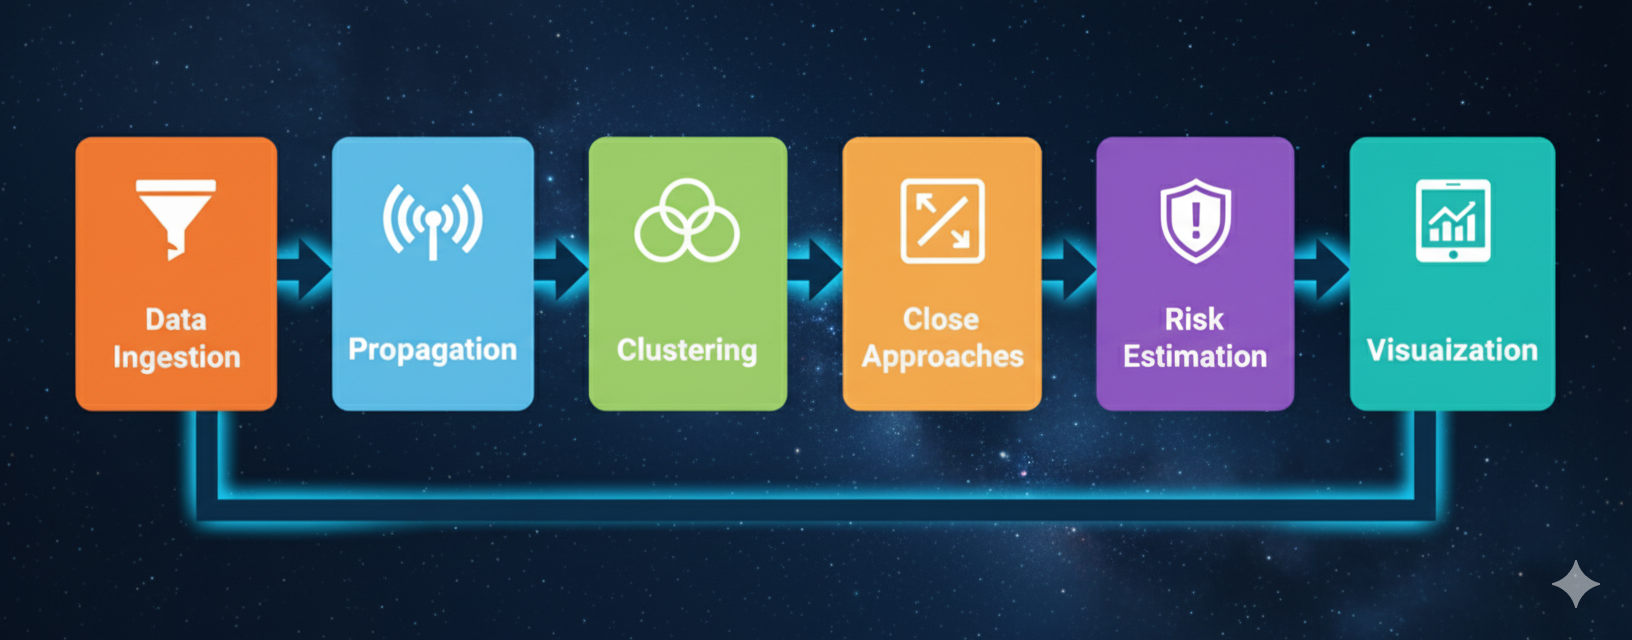 Data
Ingestion
Propagation
Clustering
Close
Approaches
Risk
Estimation
Visuaization